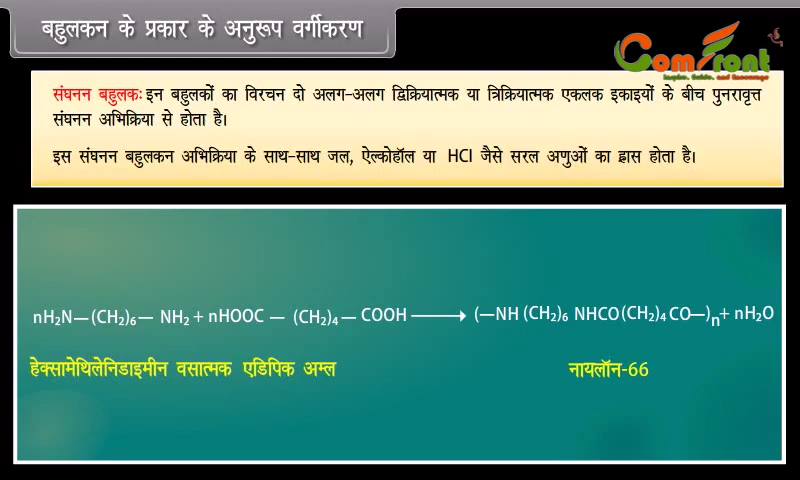 बहुलकन के प्रकार के अनुरूप वर्गीकरण
ComFront
Inspire, Guide, and Encourage
संघनन बहुलकः इन बहुलकों का विरचन दो अलग-अलग द्विक्रियात्मक या त्रिक्रियात्मक एकलक इकाइयों के बीच पुनरावृत्त
संघनन अभिक्रिया से होता है।
इस संघनन बहुलकन अभिक्रिया के साथ-साथ जल, ऐल्कोहॉल या HCl जैसे सरल अणुओं का ह्रास होता है।
nH₂N—(CH₂)₆— NH₂ + nHOOC — (CH₂)₄— COOH ⟶ (—NH (CH₂)₆ NHCO(CH₂)₄ CO—)ₙ+ nH₂O
हेक्सामेथिलेनिडाइमीन वसात्मक एडिपिक अम्ल नायलॉन-66